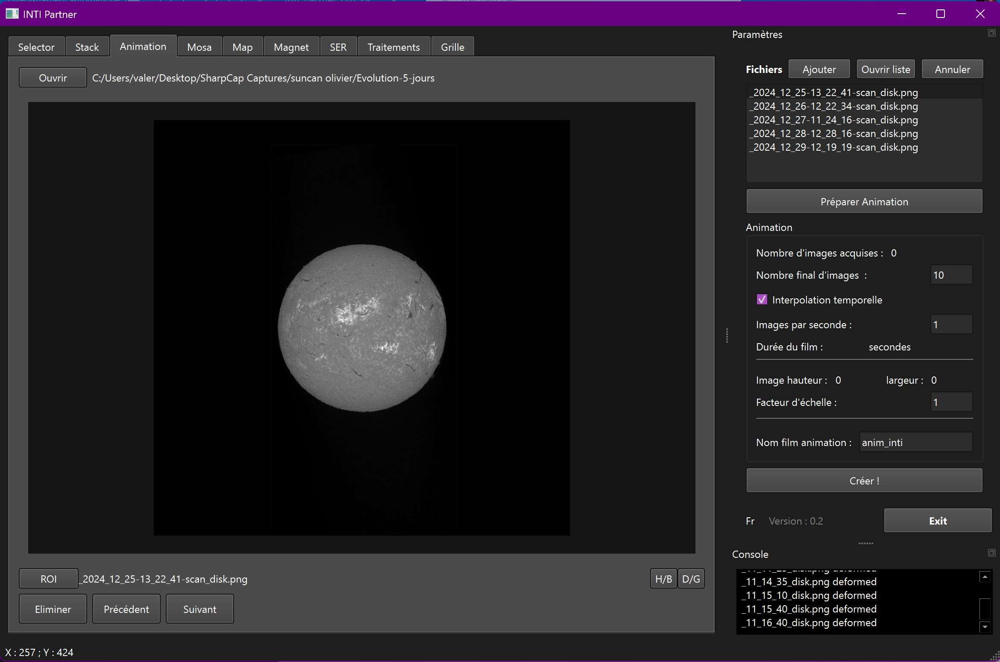 INTI Partner
Selector
Stack
Animation
Mosa
Map
Magnet
SER
Traitements
Grille
Ouvrir
C:/Users/valer/Desktop/SharpCap Captures/suncan olivier/Evolution-5-jours
ROI
_2024_12_25-13_22_41-scan_disk.png
H/B
D/G
Eliminer
Précédent
Suivant
X : 257 ; Y : 424
Paramètres
Fichiers
Ajouter
Ouvrir liste
Annuler
_2024_12_25-13_22_41-scan_disk.png
_2024_12_26-12_22_34-scan_disk.png
_2024_12_27-11_24_16-scan_disk.png
_2024_12_28-12_28_16-scan_disk.png
_2024_12_29-12_19_19-scan_disk.png
Préparer Animation
Animation
Nombre d'images acquises : 0
Nombre final d'images : 10
Interpolation temporelle
Images par seconde : 1
Durée du film : secondes
Image hauteur : 0 largeur : 0
Facteur d'échelle : 1
Nom film animation : anim_inti
Créer !
Fr
Version : 0.2
Exit
Console
_11_14_35_disk.png deformed
_11_15_10_disk.png deformed
_11_15_40_disk.png deformed
_11_16_40_disk.png deformed